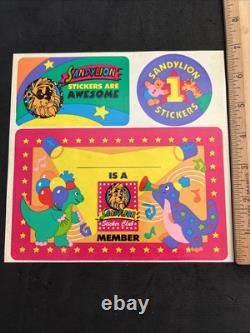 SANDYLION
STICKERS ARE
AWESOME
SANDYLION
1
STICKERS
IS A
SANDYLION
Sticker Club
MEMBER